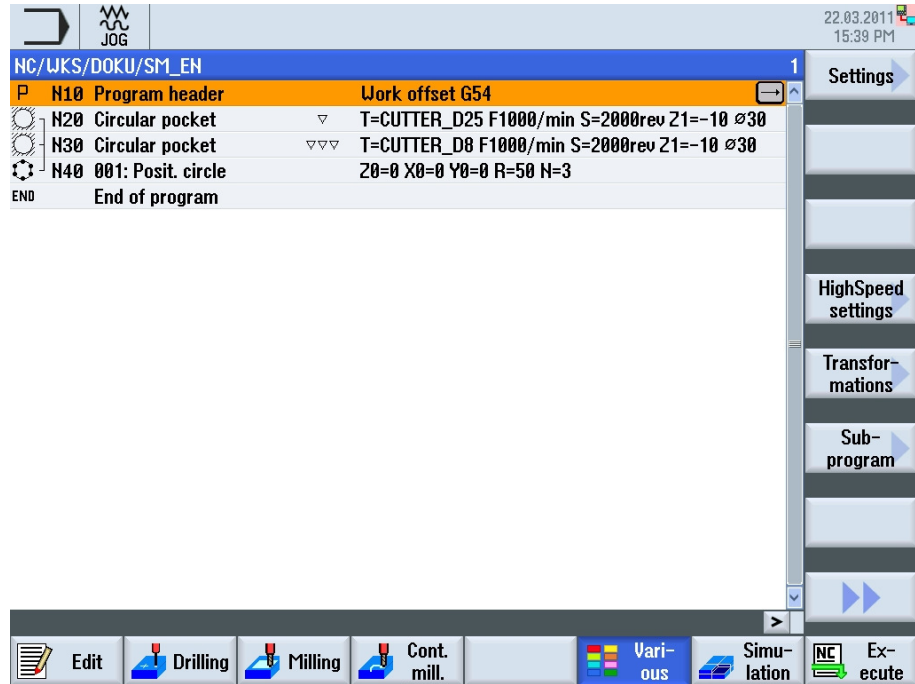 JOG
22.03.2011
15:39 PM
NC/WKS/DOKU/SM_EN 1
P N10 Program header Work offset G54
N20 Circular pocket ▽ T=CUTTER_D25 F1000/min S=2000rev Z1=-10 ⌀30
N30 Circular pocket ▽▽▽ T=CUTTER_D8 F1000/min S=2000rev Z1=-10 ⌀30
N40 001: Posit. circle Z0=0 X0=0 Y0=0 R=50 N=3
END End of program
Settings
HighSpeed
settings
Transfor-
mations
Sub-
program
Edit
Drilling
Milling
Cont.
mill.
Vari-
ous
Simu-
lation
NC
Ex-
ecute